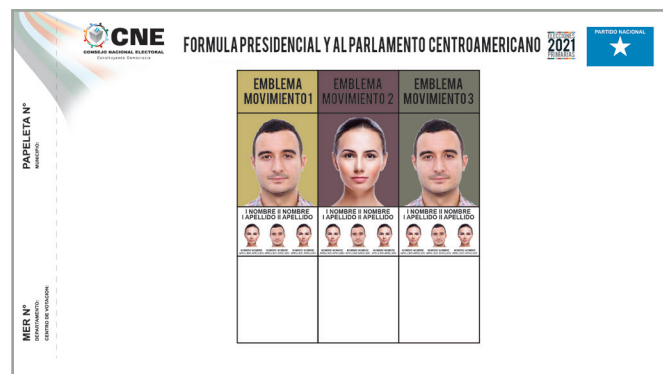 CNE
CONSEJO NACIONAL ELECTORAL
Construyendo Democracia
FORMULA PRESIDENCIAL Y AL PARLAMENTO CENTROAMERICANO
ELECCIONES
2021
PRIMARIAS
PARTIDO NACIONAL
PAPELETA N°
MUNICIPIO:
MER N°
DEPARTAMENTO:
CENTRO DE VOTACION:
EMBLEMA
MOVIMIENTO 1
I NOMBRE II NOMBRE
I APELLIDO II APELLIDO
EMBLEMA
MOVIMIENTO 2
I NOMBRE II NOMBRE
I APELLIDO II APELLIDO
EMBLEMA
MOVIMIENTO 3
I NOMBRE II NOMBRE
I APELLIDO II APELLIDO